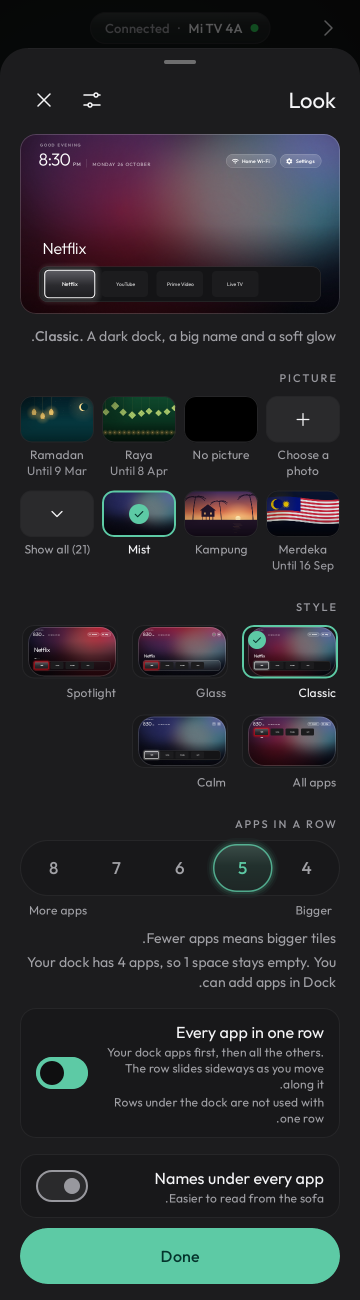 Connected · Mi TV 4A
Look
GOOD EVENING
8:30 PM | MONDAY 26 OCTOBER
Home Wi-Fi
Settings
Netflix
Netflix
YouTube
Prime Video
Live TV
.Classic. A dark dock, a big name and a soft glow
PICTURE
Choose a
photo
No picture
Raya
Until 8 Apr
Ramadan
Until 9 Mar
Merdeka
Until 16 Sep
Kampung
Mist
Show all (21)
STYLE
Classic
Glass
Spotlight
All apps
Calm
APPS IN A ROW
8 7 6 5 4
More apps
Bigger
.Fewer apps means bigger tiles
Your dock has 4 apps, so 1 space stays empty. You
.can add apps in Dock
Every app in one row
Your dock apps first, then all the others.
The row slides sideways as you move
.along it
Rows under the dock are not used with
.one row
Names under every app
.Easier to read from the sofa
Done